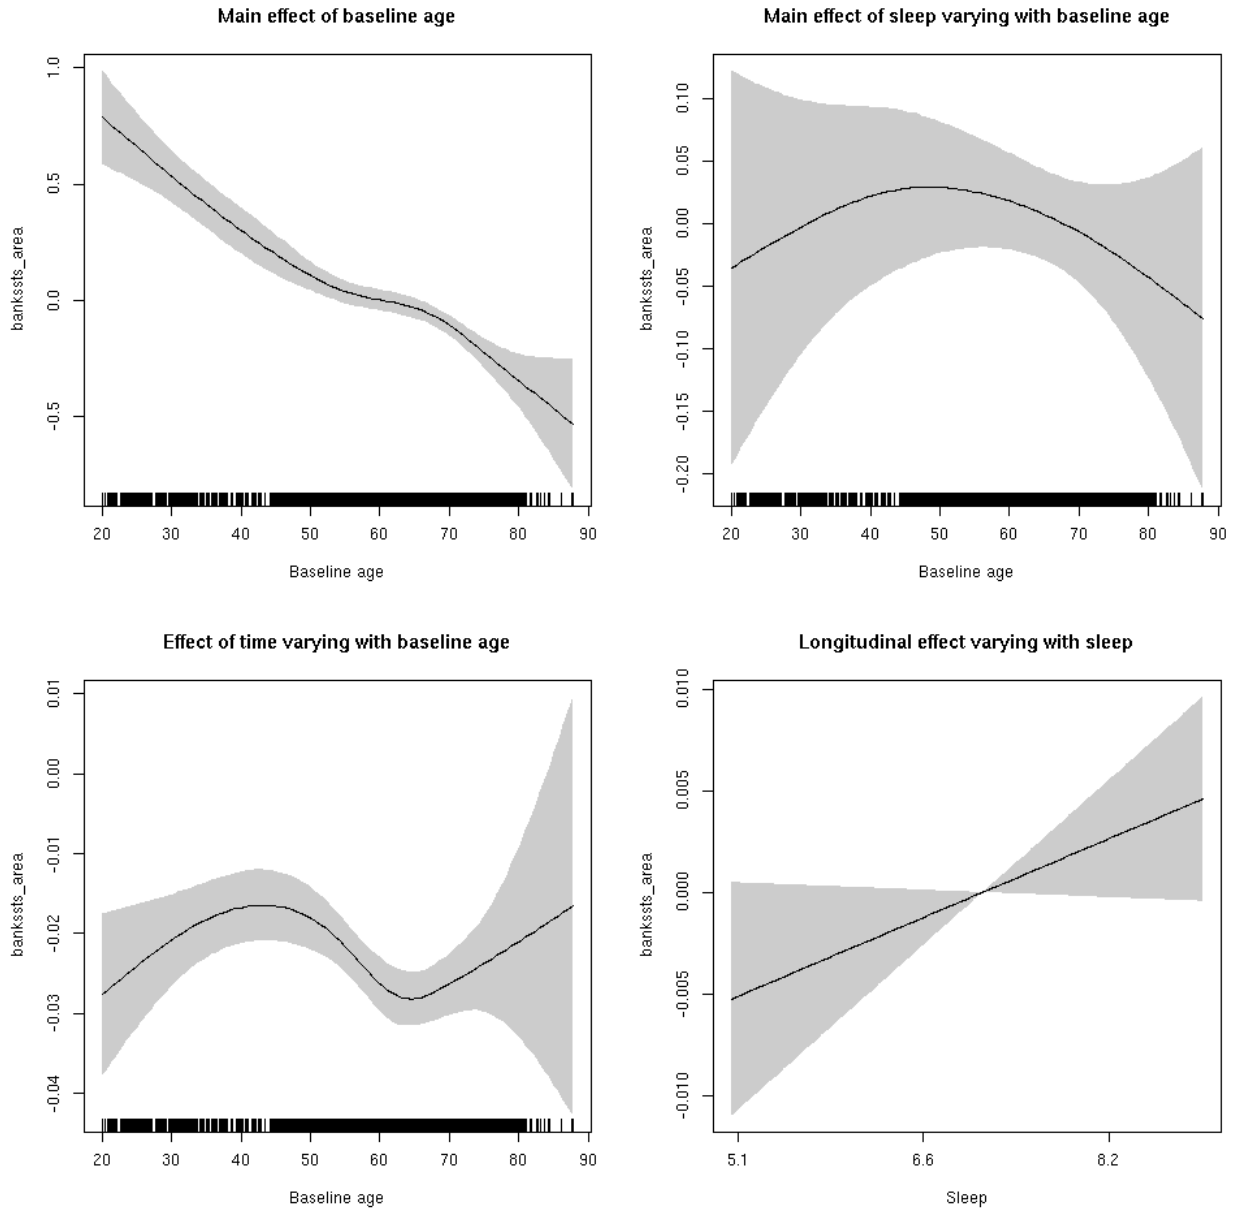 Main effect of baseline age
1.0
0.5
0.0
-0.5
bankssts_area
20 30 40 50 60 70 80 90
Baseline age
Main effect of sleep varying with baseline age
0.10
0.05
0.00
-0.05
-0.10
-0.15
-0.20
bankssts_area
20 30 40 50 60 70 80 90
Baseline age
Effect of time varying with baseline age
0.01
0.00
-0.01
-0.02
-0.03
-0.04
bankssts_area
20 30 40 50 60 70 80 90
Baseline age
Longitudinal effect varying with sleep
0.010
0.005
0.000
-0.005
-0.010
bankssts_area
5.1 6.6 8.2
Sleep